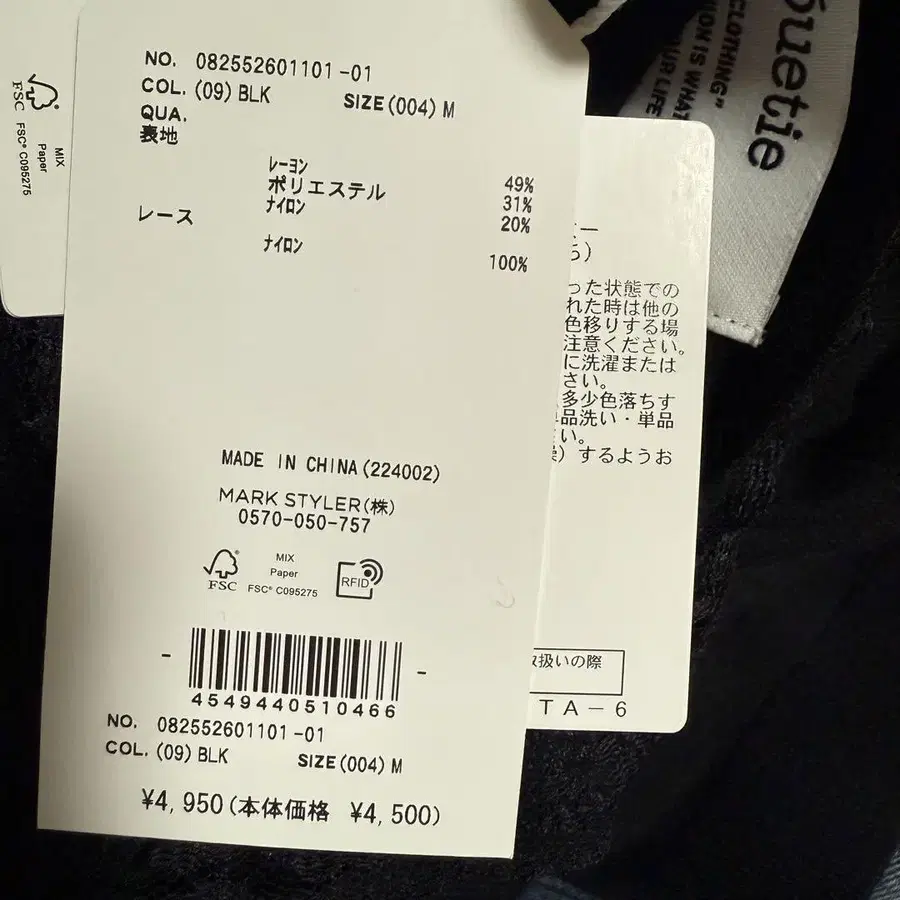 NO. 082552601101-01
COL. (09) BLK SIZE(004) M
QUA.
表地
レーヨン 49%
ポリエステル 31%
ナイロン 20%
レース
ナイロン 100%
MADE IN CHINA(224002)
MARK STYLER(株)
0570-050-757
FSC
MIX
Paper
FSC® C095275
RFID
4549440510466
NO. 082552601101-01
COL. (09) BLK SIZE(004) M
¥4,950(本体価格 ¥4,500)
FSC
MIX
Paper
FSC® C095275
uetie
CLOTHING"
った状態での
れた時は他の
色移りする場
注意ください。
に洗濯または
さい。
多少色落ちす
品洗い・単品
い。
）するようお
扱いの際
TA-6